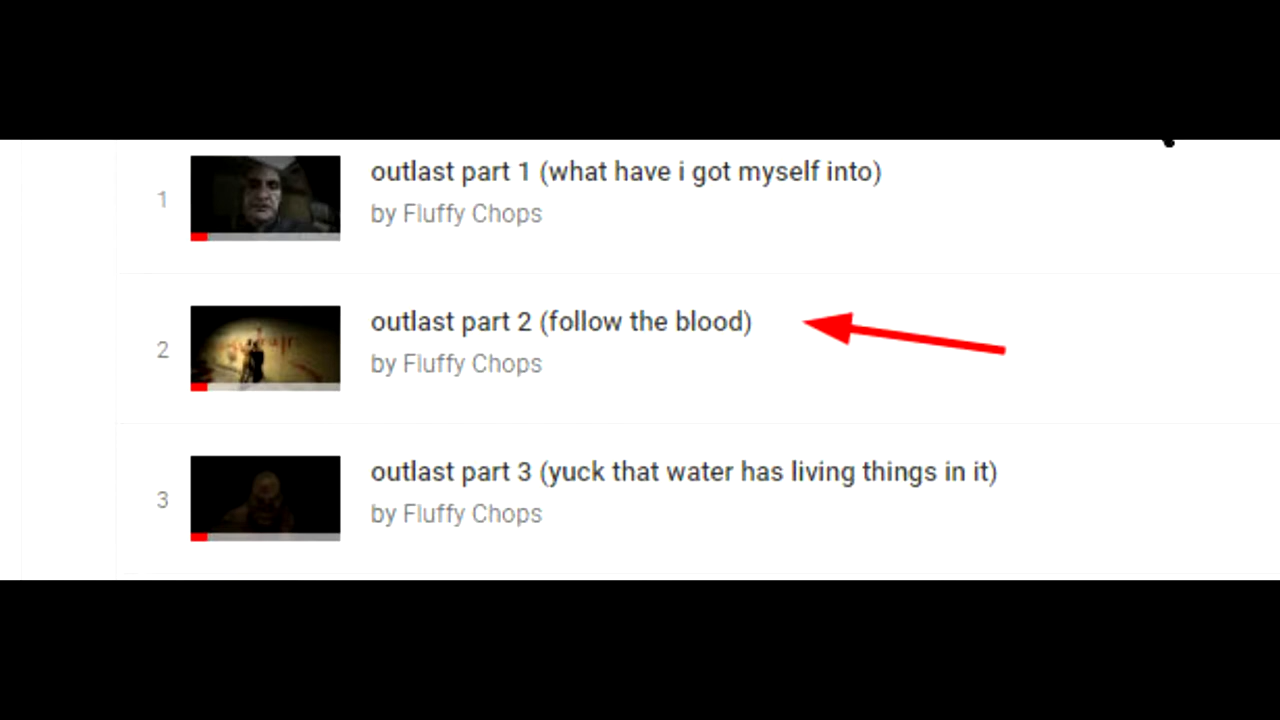 1
outlast part 1 (what have i got myself into)
by Fluffy Chops
2
outlast part 2 (follow the blood)
by Fluffy Chops
3
outlast part 3 (yuck that water has living things in it)
by Fluffy Chops